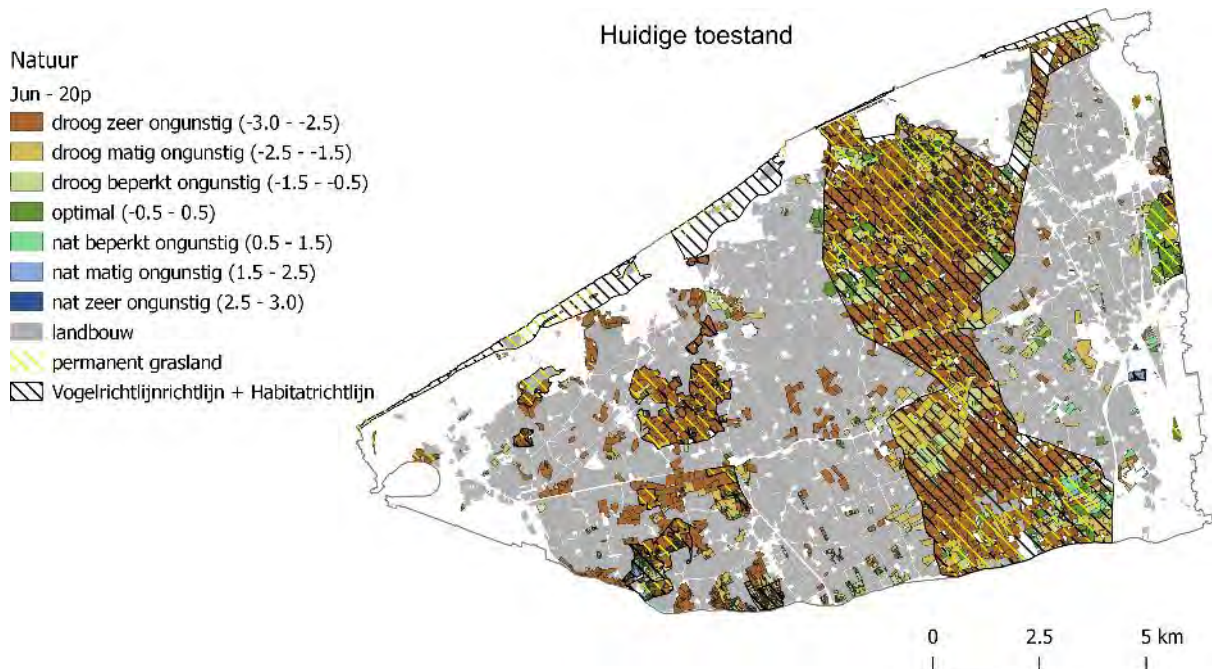 Huidige toestand
Natuur
Jun - 20p
droog zeer ongunstig (-3.0 - -2.5)
droog matig ongunstig (-2.5 - -1.5)
droog beperkt ongunstig (-1.5 - -0.5)
optimal (-0.5 - 0.5)
nat beperkt ongunstig (0.5 - 1.5)
nat matig ongunstig (1.5 - 2.5)
nat zeer ongunstig (2.5 - 3.0)
landbouw
permanent grasland
Vogelrichtlijnrichtlijn + Habitatrichtlijn
0 2.5 5 km